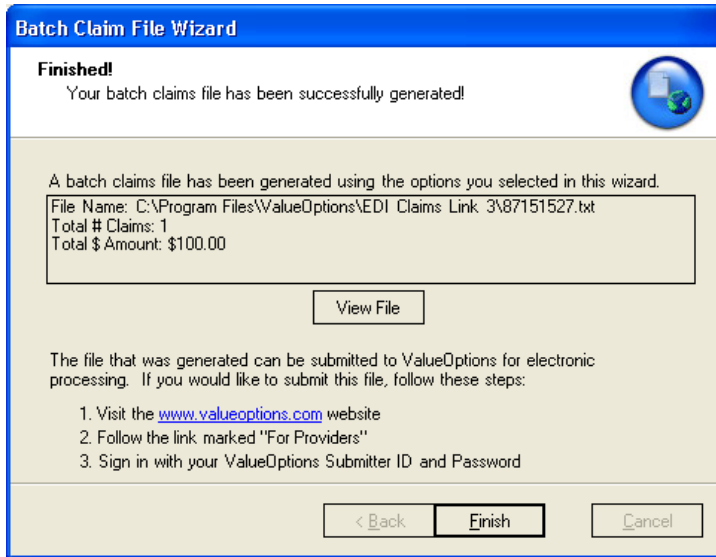 Batch Claim File Wizard
Finished!
Your batch claims file has been successfully generated!
A batch claims file has been generated using the options you selected in this wizard.
File Name: C:\Program Files\ValueOptions\EDI Claims Link 3\87151527.txt
Total # Claims: 1
Total $ Amount: $100.00
View File
The file that was generated can be submitted to ValueOptions for electronic
processing. If you would like to submit this file, follow these steps:
1. Visit the www.valueoptions.com website
2. Follow the link marked "For Providers"
3. Sign in with your ValueOptions Submitter ID and Password
< Back Finish Cancel